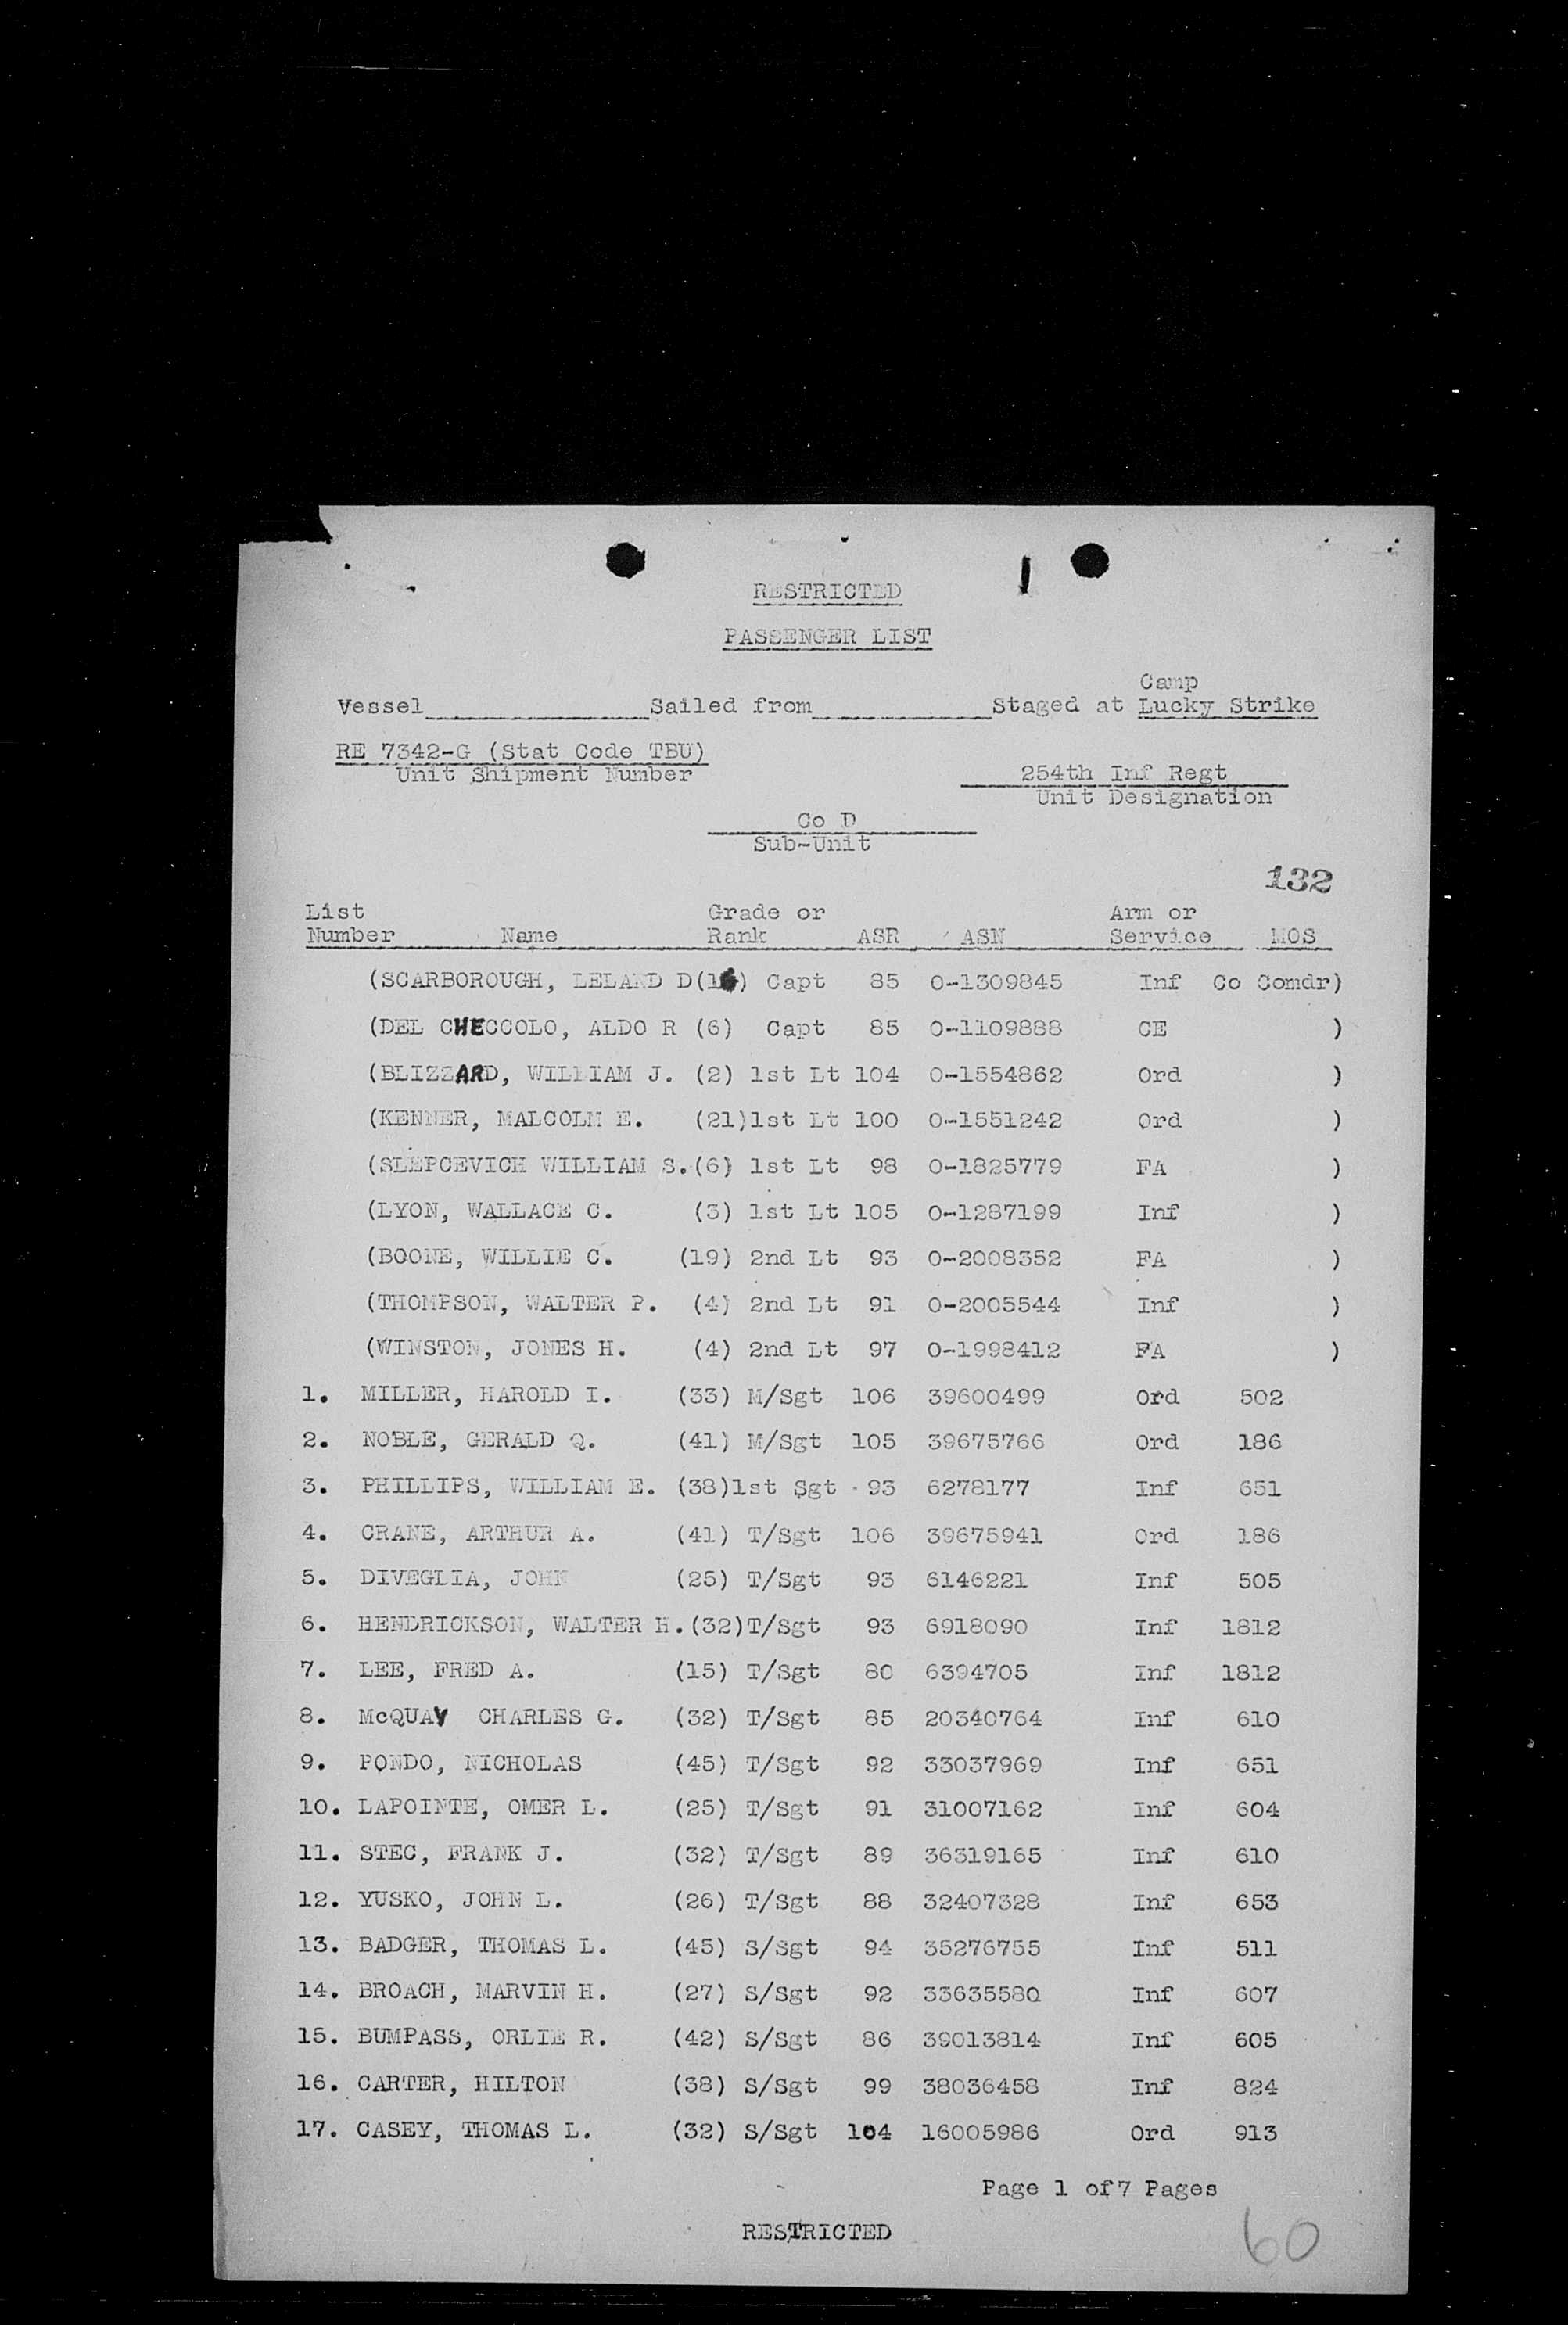 RESTRICTED
PASSENGER LIST
Camp
Vessel Sailed from Staged at Lucky Strike
RE 7342-G (Stat Code TBU)
Unit Shipment Number
254th Inf Regt
Unit Designation
Co D
Sub-Unit
132
List Grade or Arm or
Number Name Rank ASR ASN Service MOS
(SCARBOROUGH, LELAND D(16) Capt 85 O-1309845 Inf Co Comdr)
(DEL CHECCOLO, ALDO R (6) Capt 85 O-1109888 CE )
(BLIZZARD, WILLIAM J. (2) 1st Lt 104 O-1554862 Ord )
(KENNER, MALCOLM E. (21)1st Lt 100 O-1551242 Ord )
(SLEPCEVICH WILLIAM S.(6) 1st Lt 98 O-1825779 FA )
(LYON, WALLACE C. (3) 1st Lt 105 O-1287199 Inf )
(BOONE, WILLIE C. (19) 2nd Lt 93 O-2008352 FA )
(THOMPSON, WALTER P. (4) 2nd Lt 91 O-2005544 Inf )
(WINSTON, JONES H. (4) 2nd Lt 97 O-1998412 FA )
1. MILLER, HAROLD I. (33) M/Sgt 106 39600499 Ord 502
2. NOBLE, GERALD Q. (41) M/Sgt 105 39675766 Ord 186
3. PHILLIPS, WILLIAM E. (38)1st Sgt 93 6278177 Inf 651
4. CRANE, ARTHUR A. (41) T/Sgt 106 39675941 Ord 186
5. DIVEGLIA, JOHN (25) T/Sgt 93 6146221 Inf 505
6. HENDRICKSON, WALTER H.(32)T/Sgt 93 6918090 Inf 1812
7. LEE, FRED A. (15) T/Sgt 80 6394705 Inf 1812
8. McQUAY CHARLES G. (32) T/Sgt 85 20340764 Inf 610
9. PONDO, NICHOLAS (45) T/Sgt 92 33037969 Inf 651
10. LAPOINTE, OMER L. (25) T/Sgt 91 31007162 Inf 604
11. STEC, FRANK J. (32) T/Sgt 89 36319165 Inf 610
12. YUSKO, JOHN L. (26) T/Sgt 88 32407328 Inf 653
13. BADGER, THOMAS L. (45) S/Sgt 94 35276755 Inf 511
14. BROACH, MARVIN H. (27) S/Sgt 92 33635580 Inf 607
15. BUMPASS, ORLIE R. (42) S/Sgt 86 39013814 Inf 605
16. CARTER, HILTON (38) S/Sgt 99 38036458 Inf 824
17. CASEY, THOMAS L. (32) S/Sgt 104 16005986 Ord 913
Page 1 of 7 Pages
RESTRICTED
60